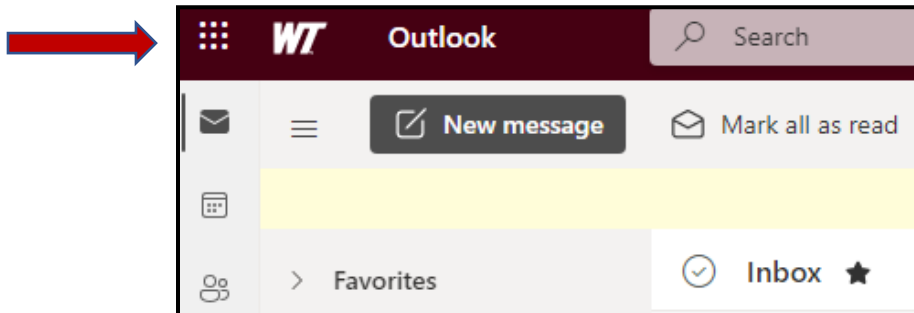 WT Outlook Search
New message Mark all as read
Favorites Inbox